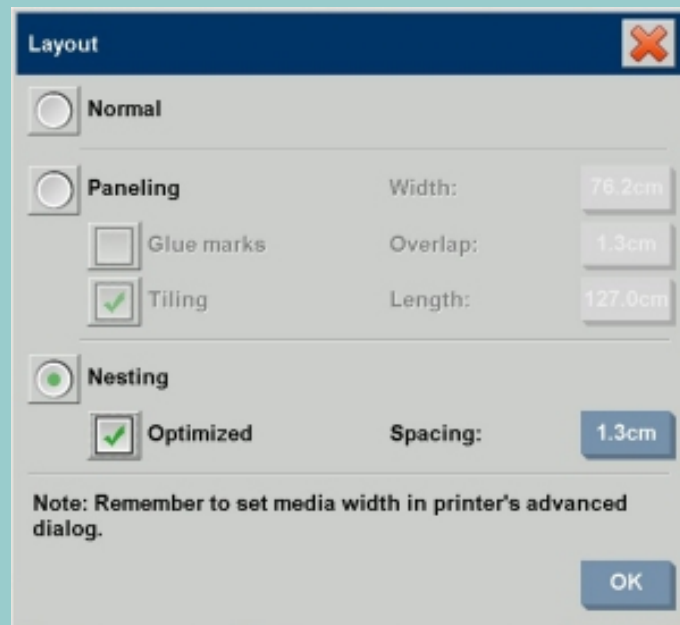 Layout
Normal
Paneling Width: 76.2cm
Glue marks Overlap: 1.3cm
Tiling Length: 127.0cm
Nesting
Optimized Spacing: 1.3cm
Note: Remember to set media width in printer's advanced
dialog.
OK